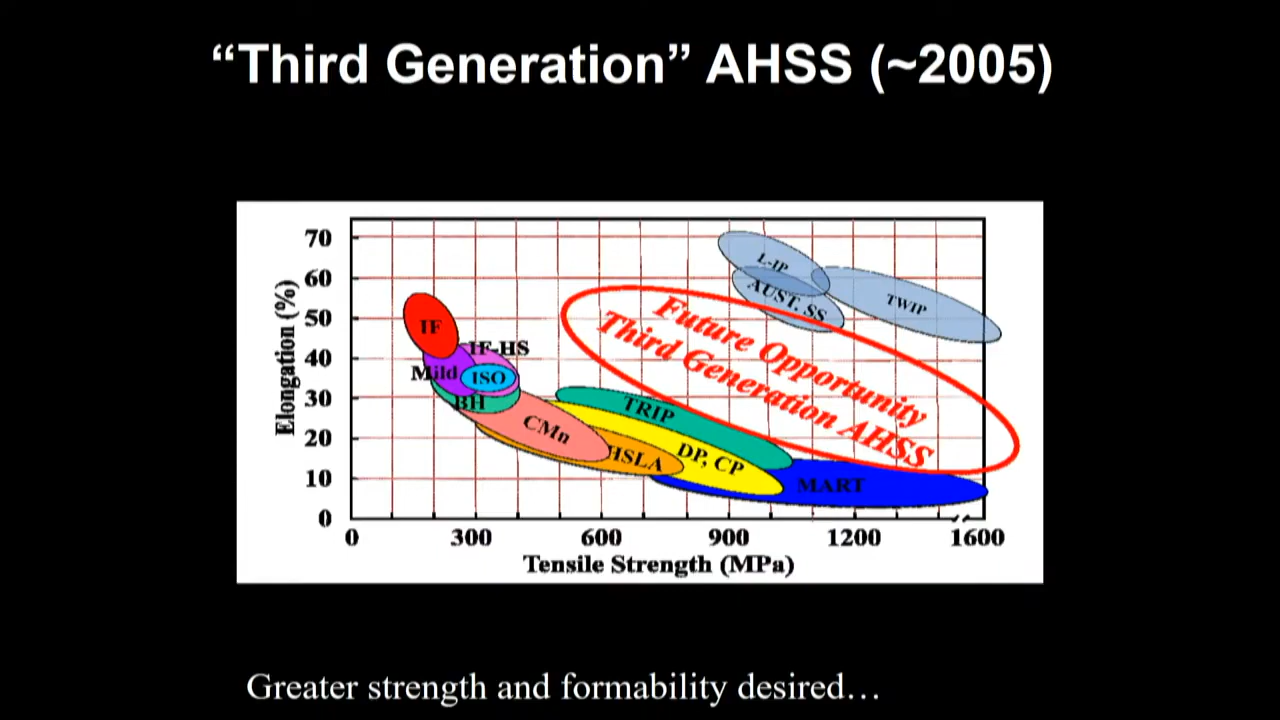 “Third Generation” AHSS (~2005)
70
60
50
40
30
20
10
0
Elongation (%)
0
300
600
900
1200
1600
Tensile Strength (MPa)
IF
IF-HS
Mild
ISO
BH
CMn
HSLA
TRIP
DP, CP
MART
L-IP
AUST. SS
TWIP
Future Opportunity
Third Generation AHSS
Greater strength and formability desired…